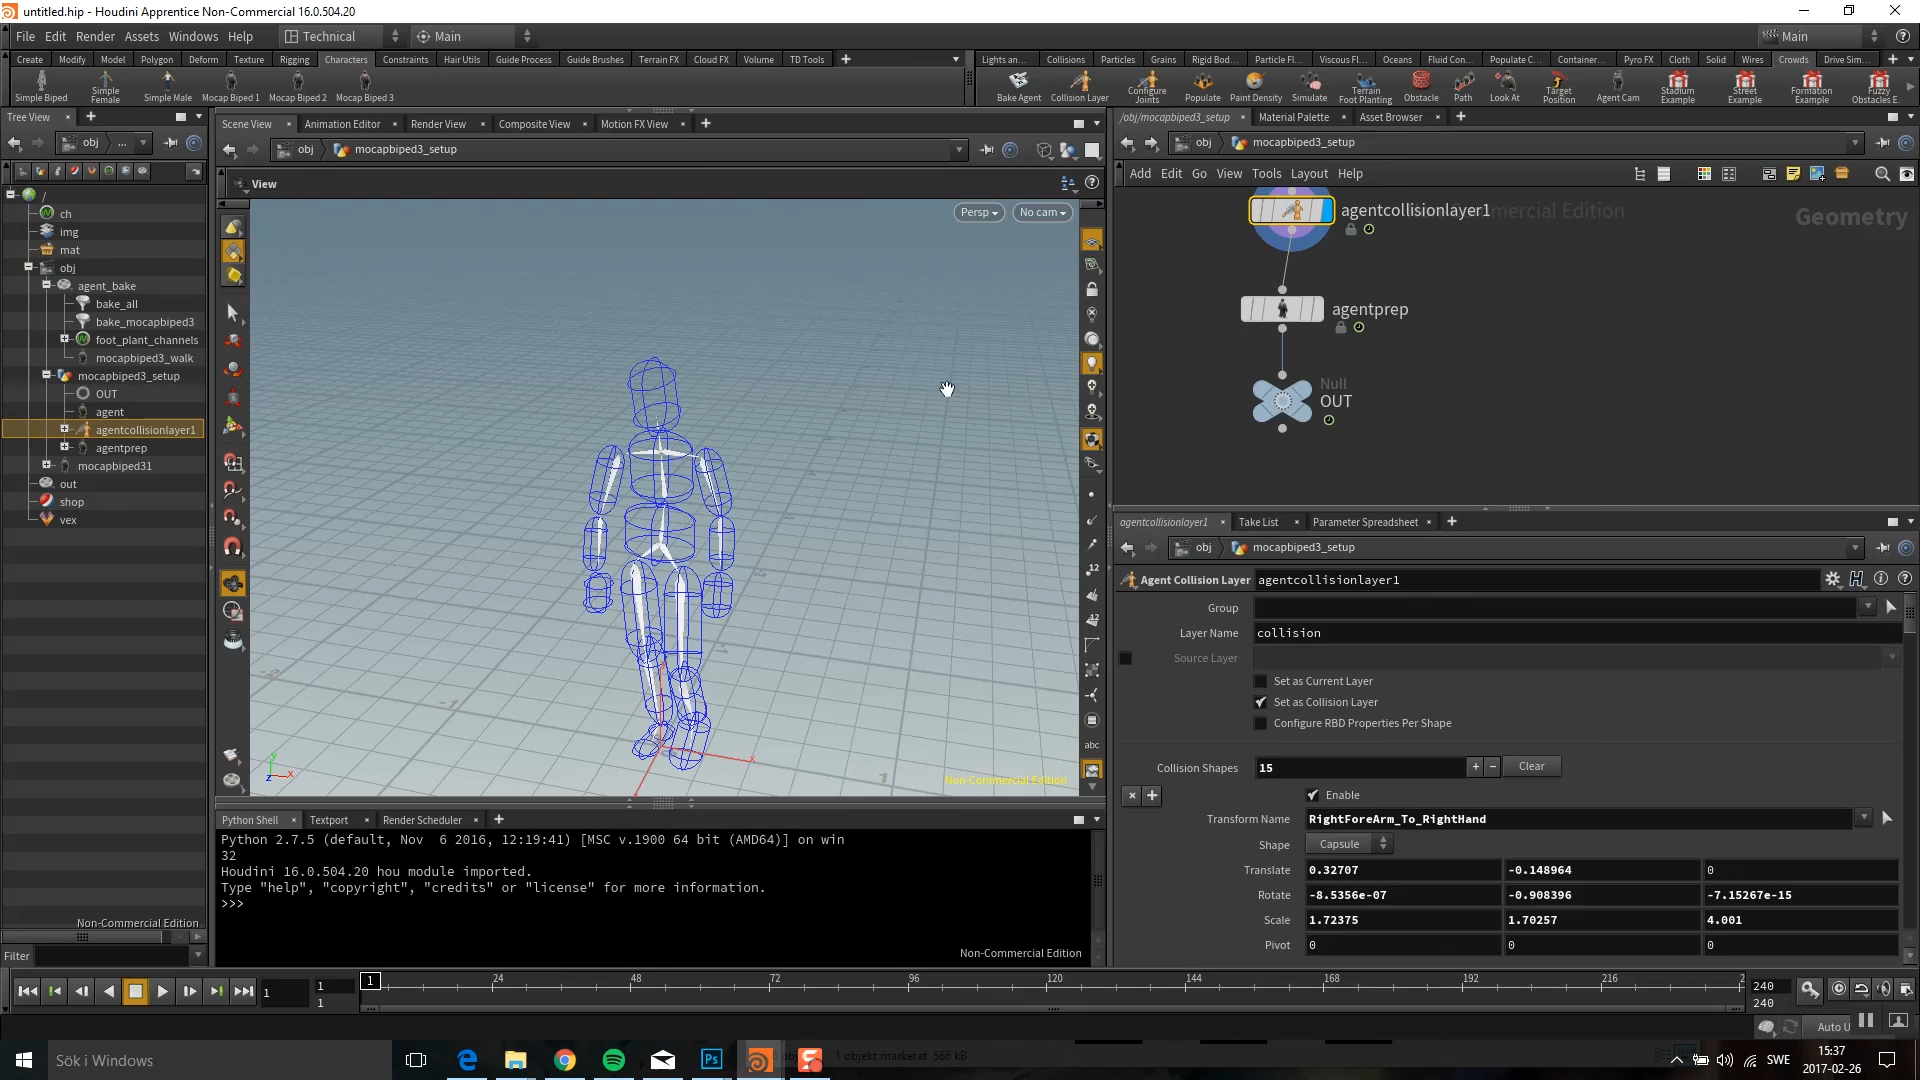 untitled.hip - Houdini Apprentice Non-Commercial 16.0.504.20
File Edit Render Assets Windows Help Technical Main Main
Create Modify Model Polygon Deform Texture Rigging Characters Constraints Hair Utils Guide Process Guide Brushes Terrain FX Cloud FX Volume TD Tools
Lights an... Collisions Particles Grains Rigid Bod... Particle Fl... Viscous Fl... Oceans Fluid Con... Populate C... Container... Pyro FX Cloth Solid Wires Crowds Drive Sim...
Simple Biped Simple Female Simple Male Mocap Biped 1 Mocap Biped 2 Mocap Biped 3
Bake Agent Collision Layer Configure Joints Populate Paint Density Simulate Terrain Foot Planting Obstacle Path Look At Target Position Agent Cam Stadium Example Street Example Formation Example Fuzzy Obstacles E.
Tree View
obj ...
/
ch
img
mat
obj
agent_bake
bake_all
bake_mocapbiped3
foot_plant_channels
mocapbiped3_walk
mocapbiped3_setup
OUT
agent
agentcollisionlayer1
agentprep
mocapbiped31
out
shop
vex
Non-Commercial Edition
Filter
Scene View Animation Editor Render View Composite View Motion FX View
obj mocapbiped3_setup
View
Persp No cam
12
12
abc
y x z
-1
1
Non-Commercial Edition
Python Shell Textport Render Scheduler
Python 2.7.5 (default, Nov  6 2016, 12:19:41) [MSC v.1900 64 bit (AMD64)] on win
32
Houdini 16.0.504.20 hou module imported.
Type "help", "copyright", "credits" or "license" for more information.
>>>
Non-Commercial Edition
/obj/mocapbiped3_setup Material Palette Asset Browser
obj mocapbiped3_setup
Add Edit Go View Tools Layout Help
agentcollisionlayer1
mercial Edition
Geometry
agentprep
Null
OUT
agentcollisionlayer1 Take List Parameter Spreadsheet
obj mocapbiped3_setup
Agent Collision Layer agentcollisionlayer1
Group
Layer Name collision
Source Layer
Set as Current Layer
Set as Collision Layer
Configure RBD Properties Per Shape
Collision Shapes 15 + - Clear
Enable
Transform Name RightForeArm_To_RightHand
Shape Capsule
Translate 0.32707 -0.148964 0
Rotate -8.5356e-07 -0.908396 -7.15267e-15
Scale 1.72375 1.70257 4.001
Pivot 0 0 0
1 1 1 1 24 48 72 96 120 144 168 192 216 2 240 240
Auto U
Sök i Windows
1 objekt markerat 566 kB
SWE
15:37
2017-02-26